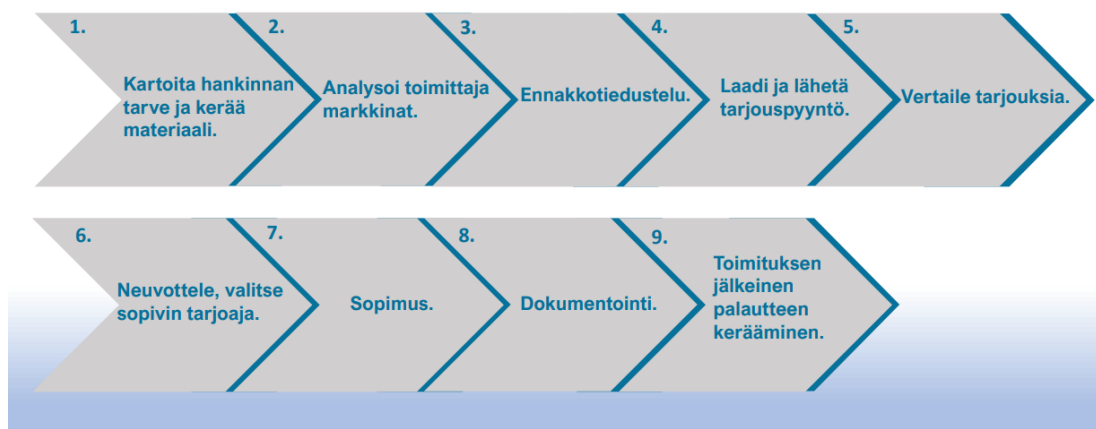 1.
Kartoita hankinnan
tarve ja kerää
materiaali.
2.
Analysoi toimittaja
markkinat.
3.
Ennakkotiedustelu.
4.
Laadi ja lähetä
tarjouspyyntö.
5.
Vertaile tarjouksia.
6.
Neuvottele, valitse
sopivin tarjoaja.
7.
Sopimus.
8.
Dokumentointi.
9.
Toimituksen
jälkeinen
palautteen
kerääminen.